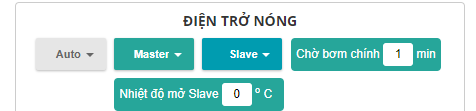 ĐIỆN TRỞ NÓNG
Auto Master Slave Chờ bơm chính 1 min
Nhiệt độ mở Slave 0 º C